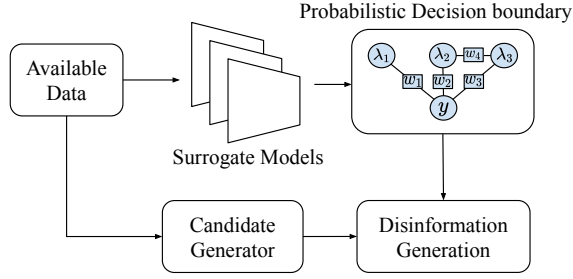 Probabilistic Decision boundary
Available
Data
λ1
λ2
w4
λ3
w1
w2
w3
y
Surrogate Models
Candidate
Generator
Disinformation
Generation